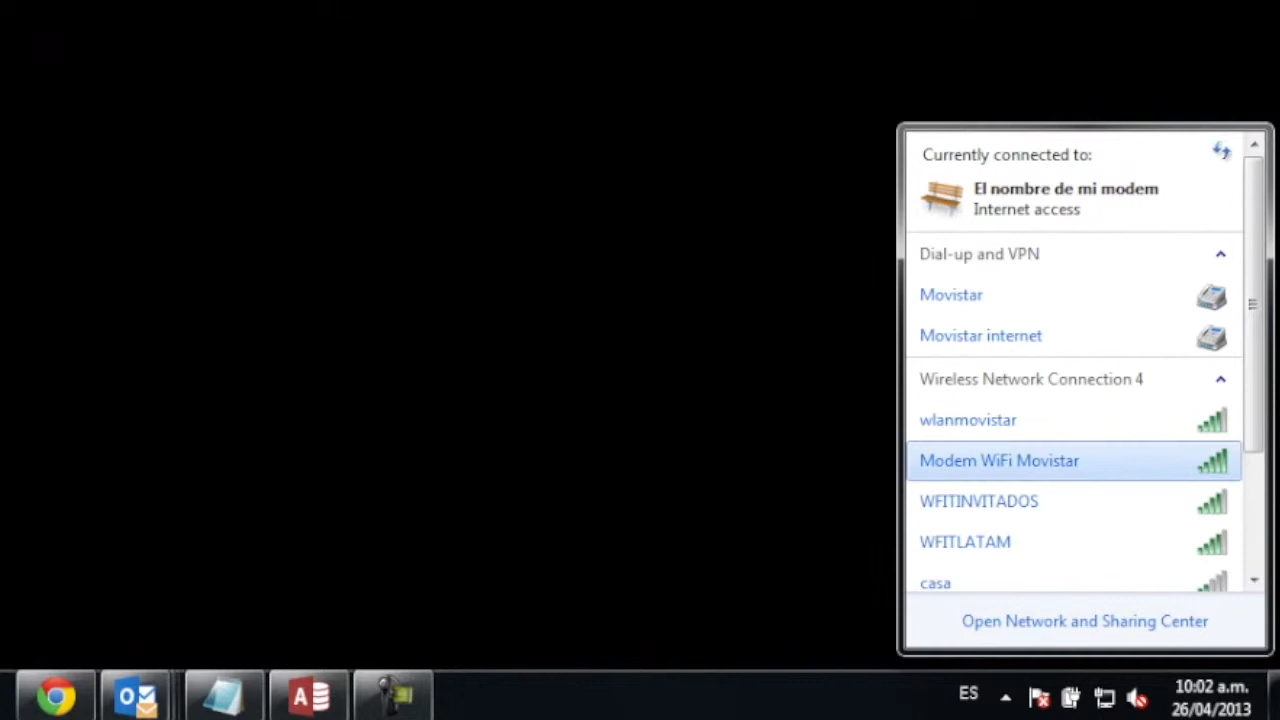 Currently connected to:
El nombre de mi modem
Internet access
Dial-up and VPN
Movistar
Movistar internet
Wireless Network Connection 4
wlanmovistar
Modem WiFi Movistar
WFITINVITADOS
WFITLATAM
casa
Open Network and Sharing Center
ES
10:02 a.m.
26/04/2013